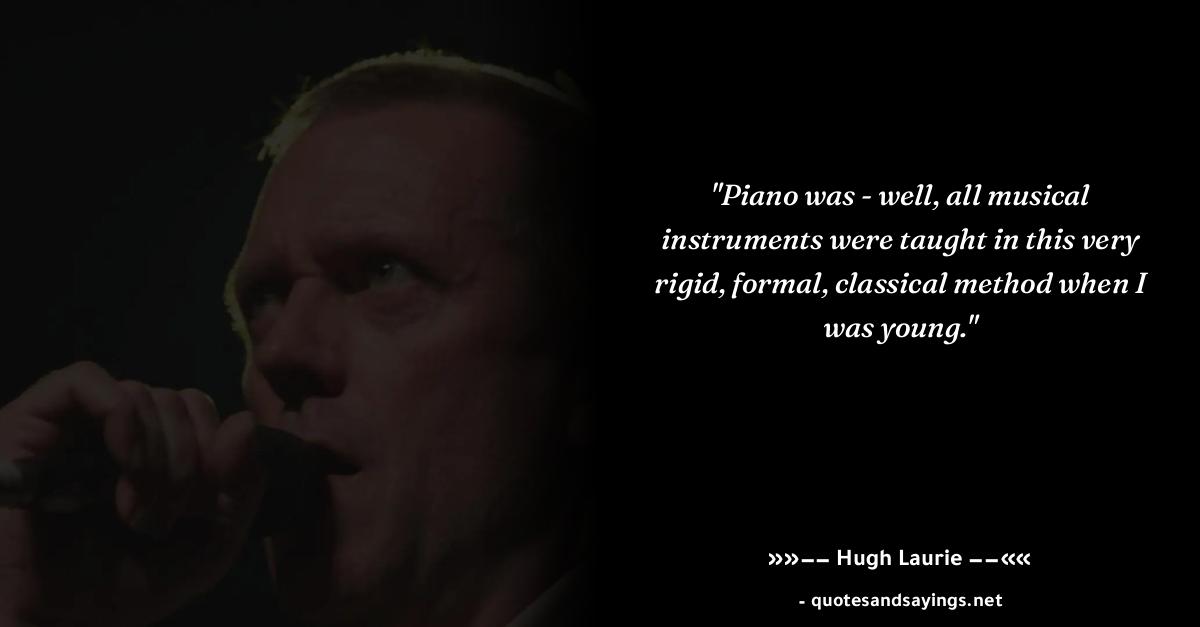 "Piano was - well, all musical
instruments were taught in this very
rigid, formal, classical method when I
was young."
»»–– Hugh Laurie ––««
- quotesandsayings.net